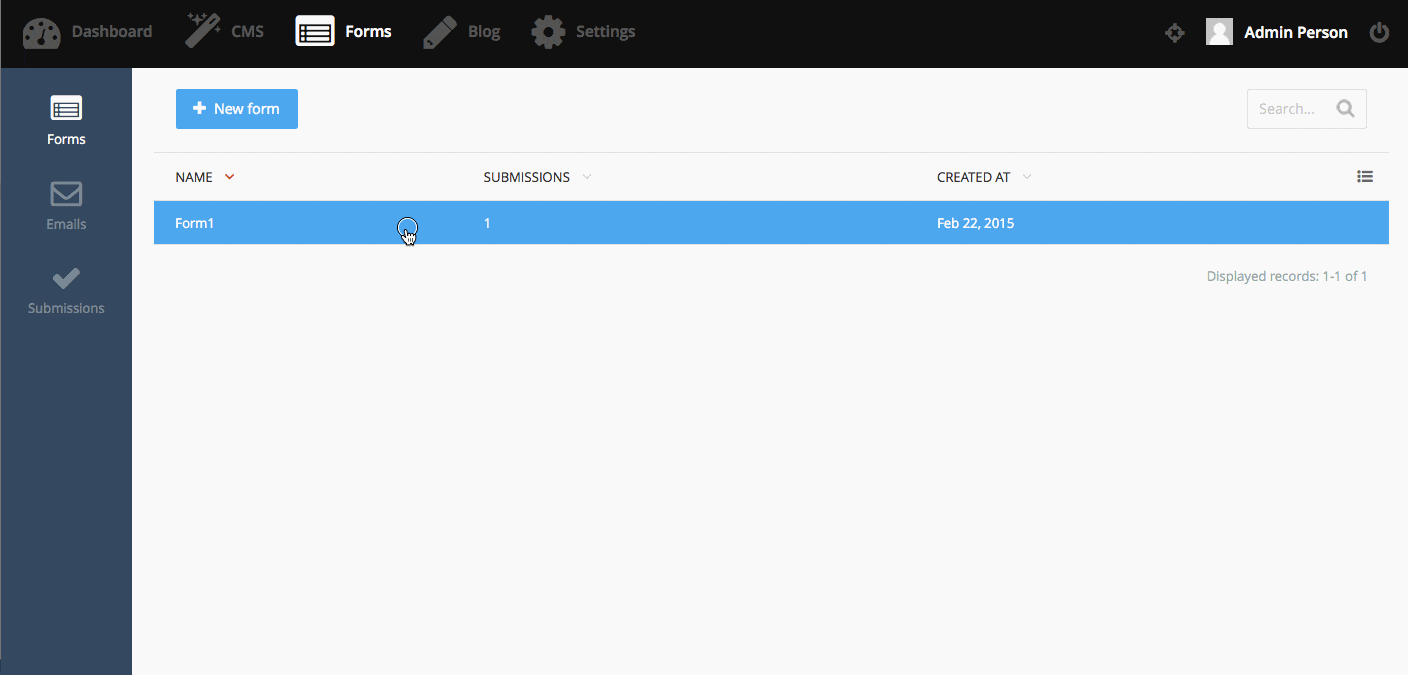 Dashboard CMS Forms Blog Settings Admin Person
Forms
Emails
Submissions
New form
Search...
NAME SUBMISSIONS CREATED AT
Form1 1 Feb 22, 2015
Displayed records: 1-1 of 1